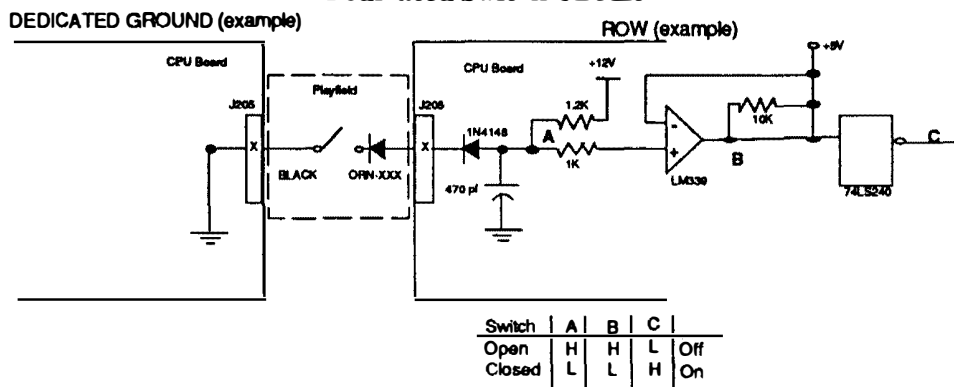 DEDICATED GROUND (example)
ROW (example)
CPU Board
Playfield
CPU Board
+12V
+5V
J205
J205
1N4148
A
1.2K
1K
10K
X
X
BLACK
ORN-XXX
470 pf
-
+
LM339
B
C
74LS240
Switch | A | B | C |
Open | H | H | L | Off
Closed | L | L | H | On